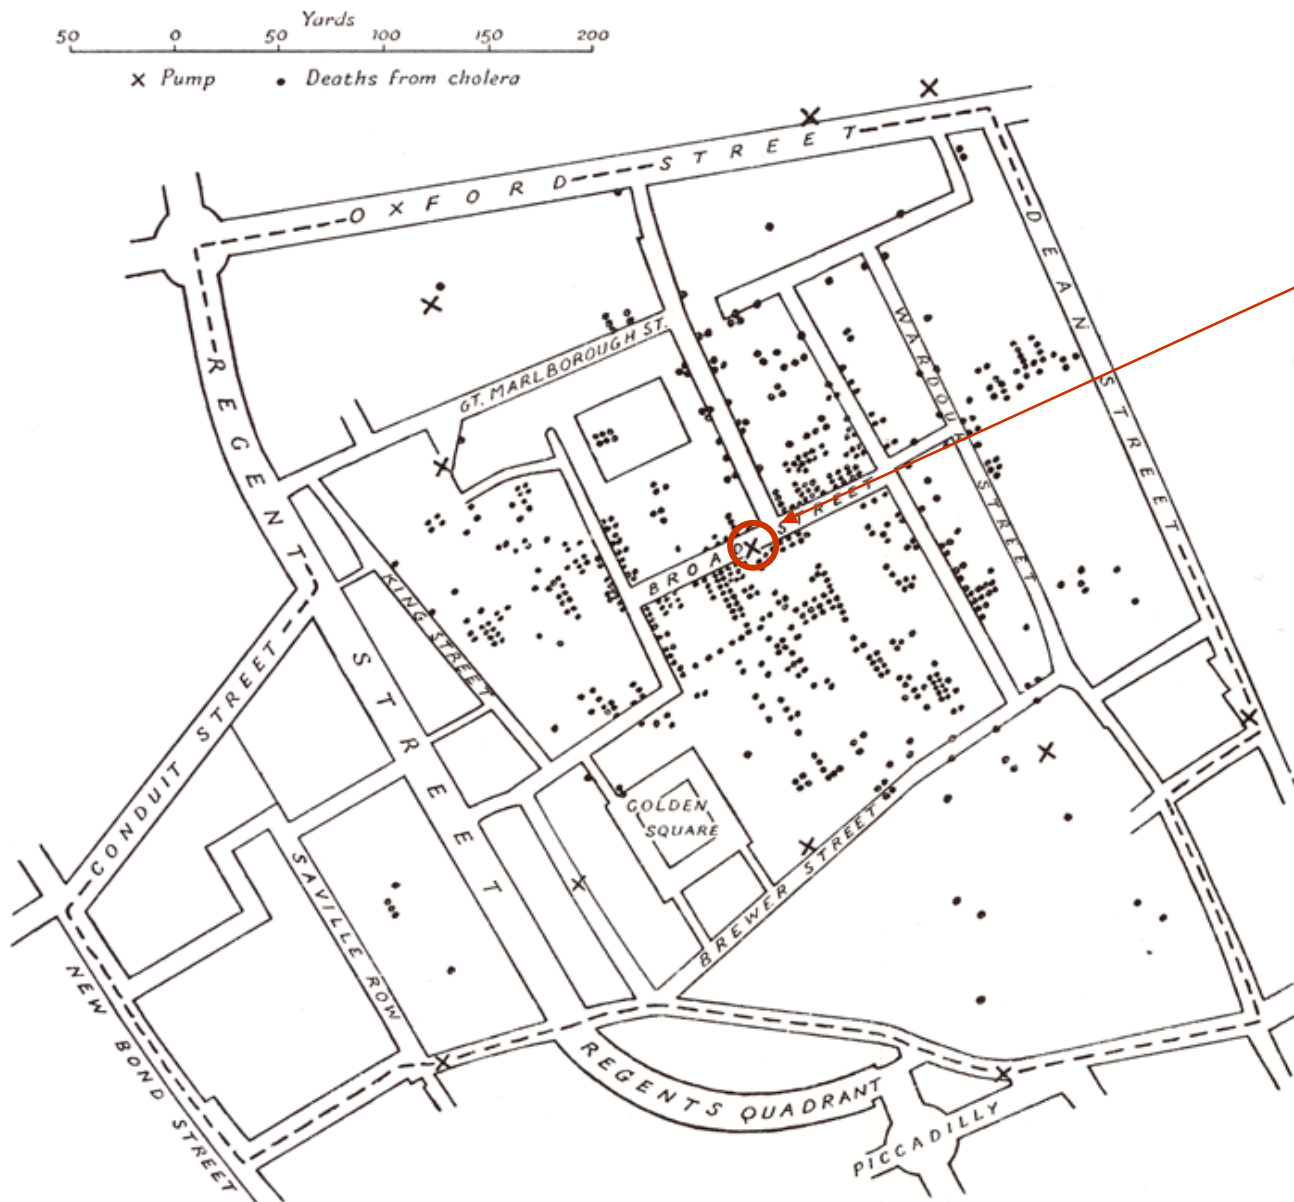 Yards
50 0 50 100 150 200
× Pump • Deaths from cholera
OXFORD STREET
DEAN STREET
WARDOUR STREET
GT. MARLBOROUGH ST.
REGENT STREET
BROAD STREET
KING STREET
CONDUIT STREET
GOLDEN
SQUARE
SAVILLE ROW
BREWER STREET
NEW BOND STREET
REGENTS QUADRANT
PICCADILLY